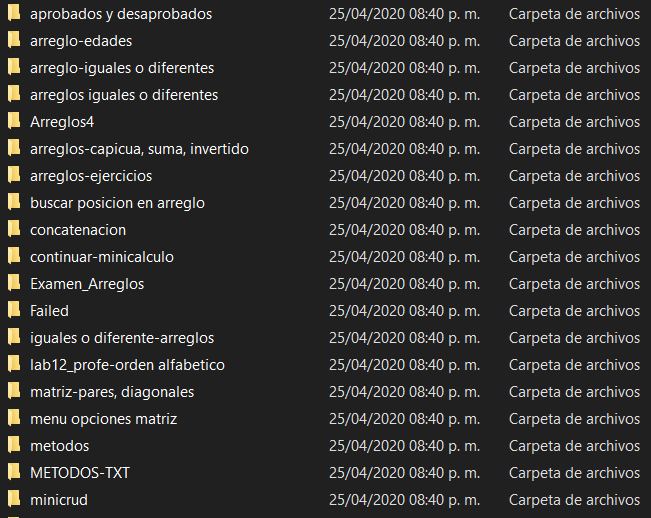 aprobados y desaprobados 25/04/2020 08:40 p. m. Carpeta de archivos
arreglo-edades 25/04/2020 08:40 p. m. Carpeta de archivos
arreglo-iguales o diferentes 25/04/2020 08:40 p. m. Carpeta de archivos
arreglos iguales o diferentes 25/04/2020 08:40 p. m. Carpeta de archivos
Arreglos4 25/04/2020 08:40 p. m. Carpeta de archivos
arreglos-capicua, suma, invertido 25/04/2020 08:40 p. m. Carpeta de archivos
arreglos-ejercicios 25/04/2020 08:40 p. m. Carpeta de archivos
buscar posicion en arreglo 25/04/2020 08:40 p. m. Carpeta de archivos
concatenacion 25/04/2020 08:40 p. m. Carpeta de archivos
continuar-minicalculo 25/04/2020 08:40 p. m. Carpeta de archivos
Examen_Arreglos 25/04/2020 08:40 p. m. Carpeta de archivos
Failed 25/04/2020 08:40 p. m. Carpeta de archivos
iguales o diferente-arreglos 25/04/2020 08:40 p. m. Carpeta de archivos
lab12_profe-orden alfabetico 25/04/2020 08:40 p. m. Carpeta de archivos
matriz-pares, diagonales 25/04/2020 08:40 p. m. Carpeta de archivos
menu opciones matriz 25/04/2020 08:40 p. m. Carpeta de archivos
metodos 25/04/2020 08:40 p. m. Carpeta de archivos
METODOS-TXT 25/04/2020 08:40 p. m. Carpeta de archivos
minicrud 25/04/2020 08:40 p. m. Carpeta de archivos